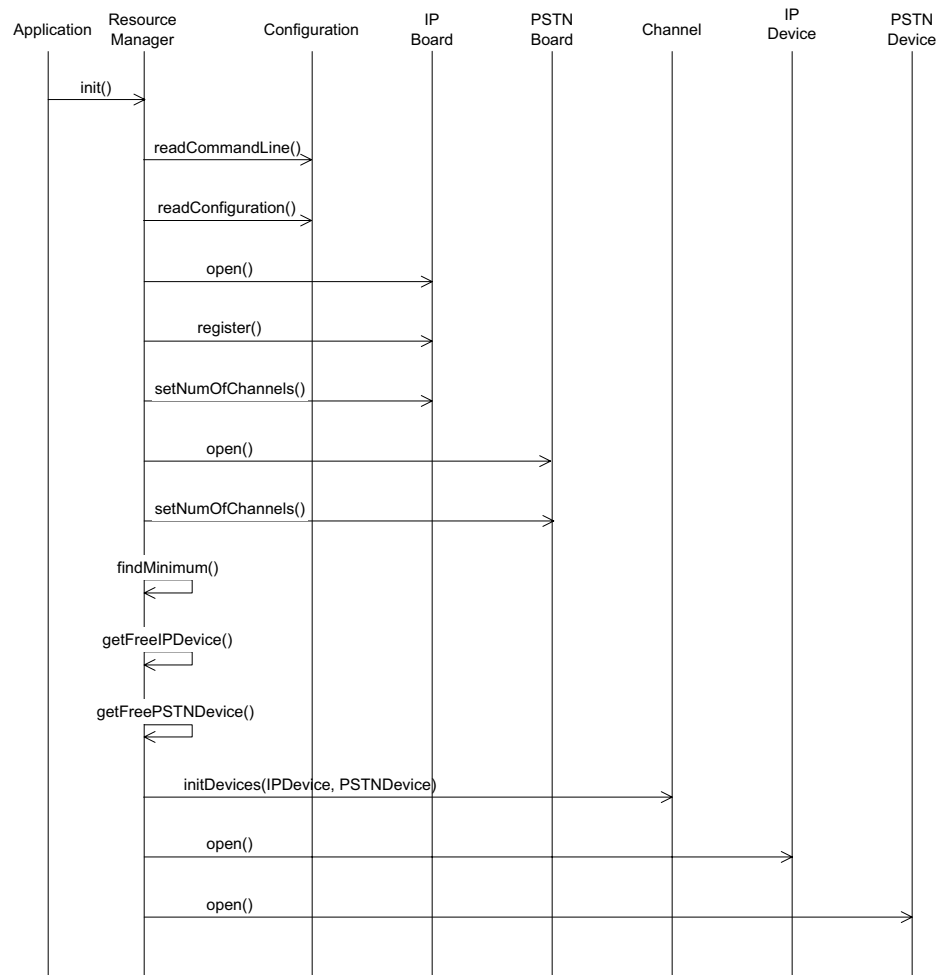 Application
Resource
Manager
Configuration
IP
Board
PSTN
Board
Channel
IP
Device
PSTN
Device
init()
readCommandLine()
readConfiguration()
open()
register()
setNumOfChannels()
open()
setNumOfChannels()
findMinimum()
getFreeIPDevice()
getFreePSTNDevice()
initDevices(IPDevice, PSTNDevice)
open()
open()